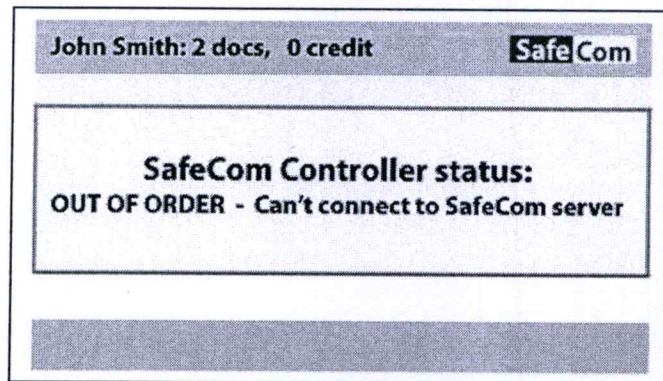 John Smith: 2 docs, 0 credit SafeCom
SafeCom Controller status:
OUT OF ORDER - Can't connect to SafeCom server